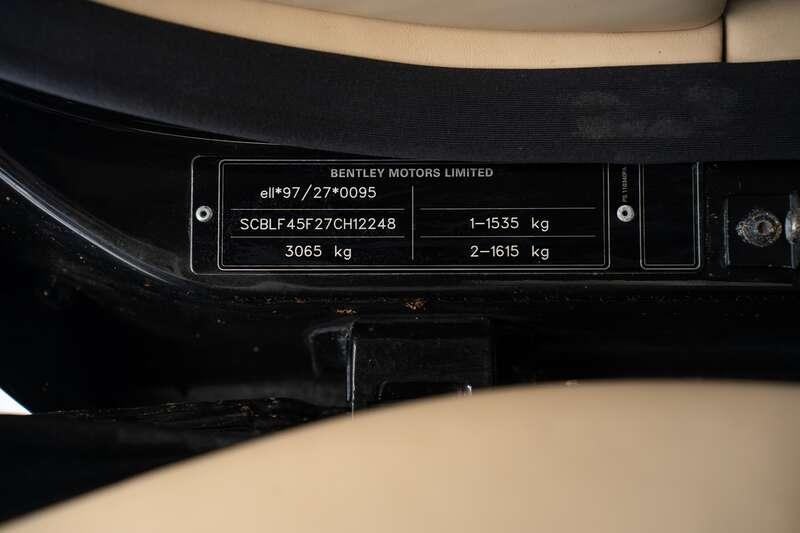 BENTLEY MOTORS LIMITED
e11*97/27*0095
SCBLF45F27CH12248
1-1535 kg
3065 kg
2-1615 kg